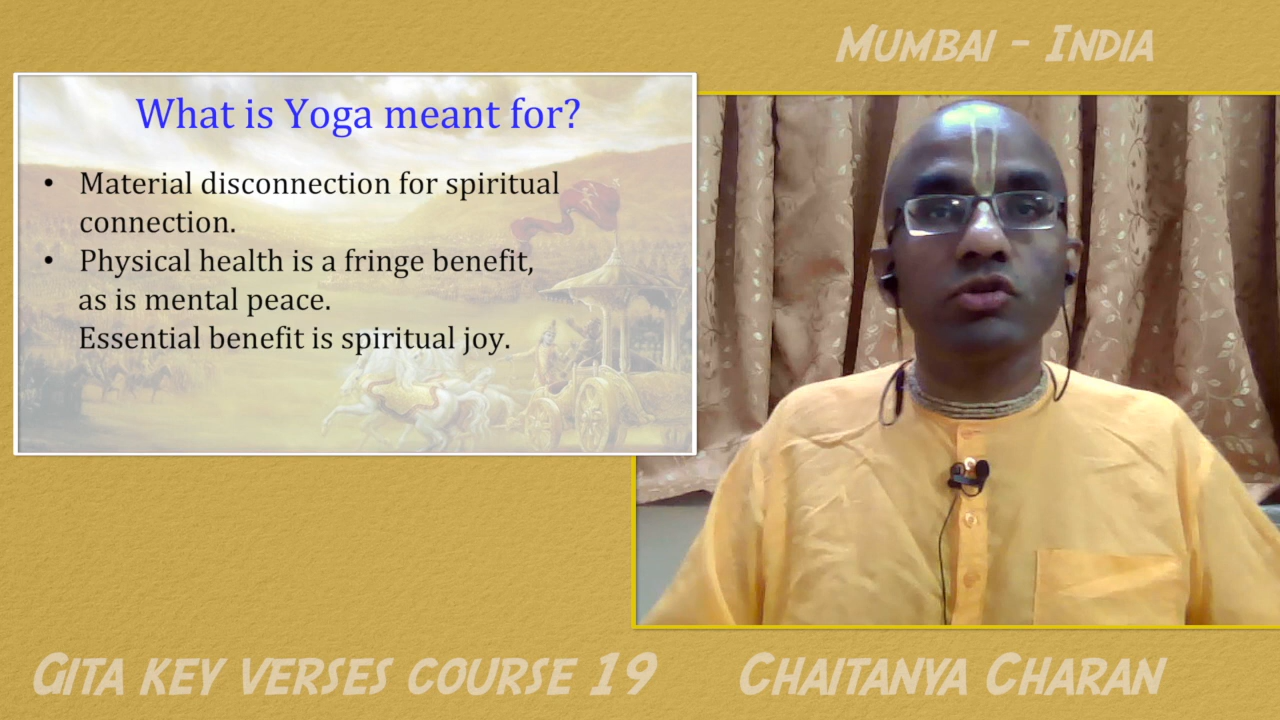 Mumbai - India
What is Yoga meant for?
• Material disconnection for spiritual
connection.
• Physical health is a fringe benefit,
as is mental peace.
Essential benefit is spiritual joy.
Gita key verses course 19
Chaitanya Charan